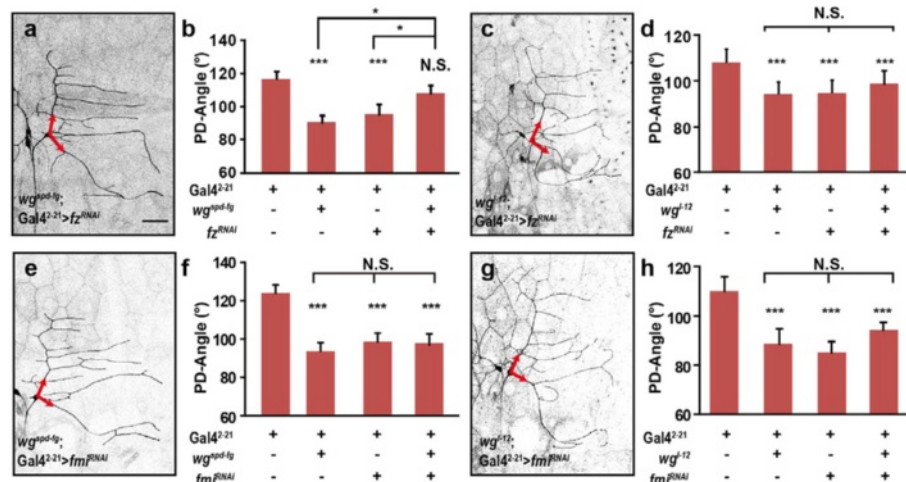 a
wg^spd-fg;
Gal4^2-21>fz^RNAi
b
*
*
*** *** N.S.
PD-Angle (°)
140
120
100
80
60
Gal4^2-21 + + + +
wg^spd-fg - + - +
fz^RNAi - - + +
c
wg^l-12;
Gal4^2-21>fz^RNAi
d
N.S.
*** *** ***
PD-Angle (°)
120
100
80
60
Gal4^2-21 + + + +
wg^l-12 - + - +
fz^RNAi - - + +
e
wg^spd-fg;
Gal4^2-21>fmi^RNAi
f
N.S.
*** *** ***
PD-Angle (°)
140
120
100
80
60
Gal4^2-21 + + + +
wg^spd-fg - + - +
fmi^RNAi - - + +
g
wg^l-12;
Gal4^2-21>fmi^RNAi
h
N.S.
*** *** ***
PD-Angle (°)
120
100
80
60
Gal4^2-21 + + + +
wg^l-12 - + - +
fmi^RNAi - - + +